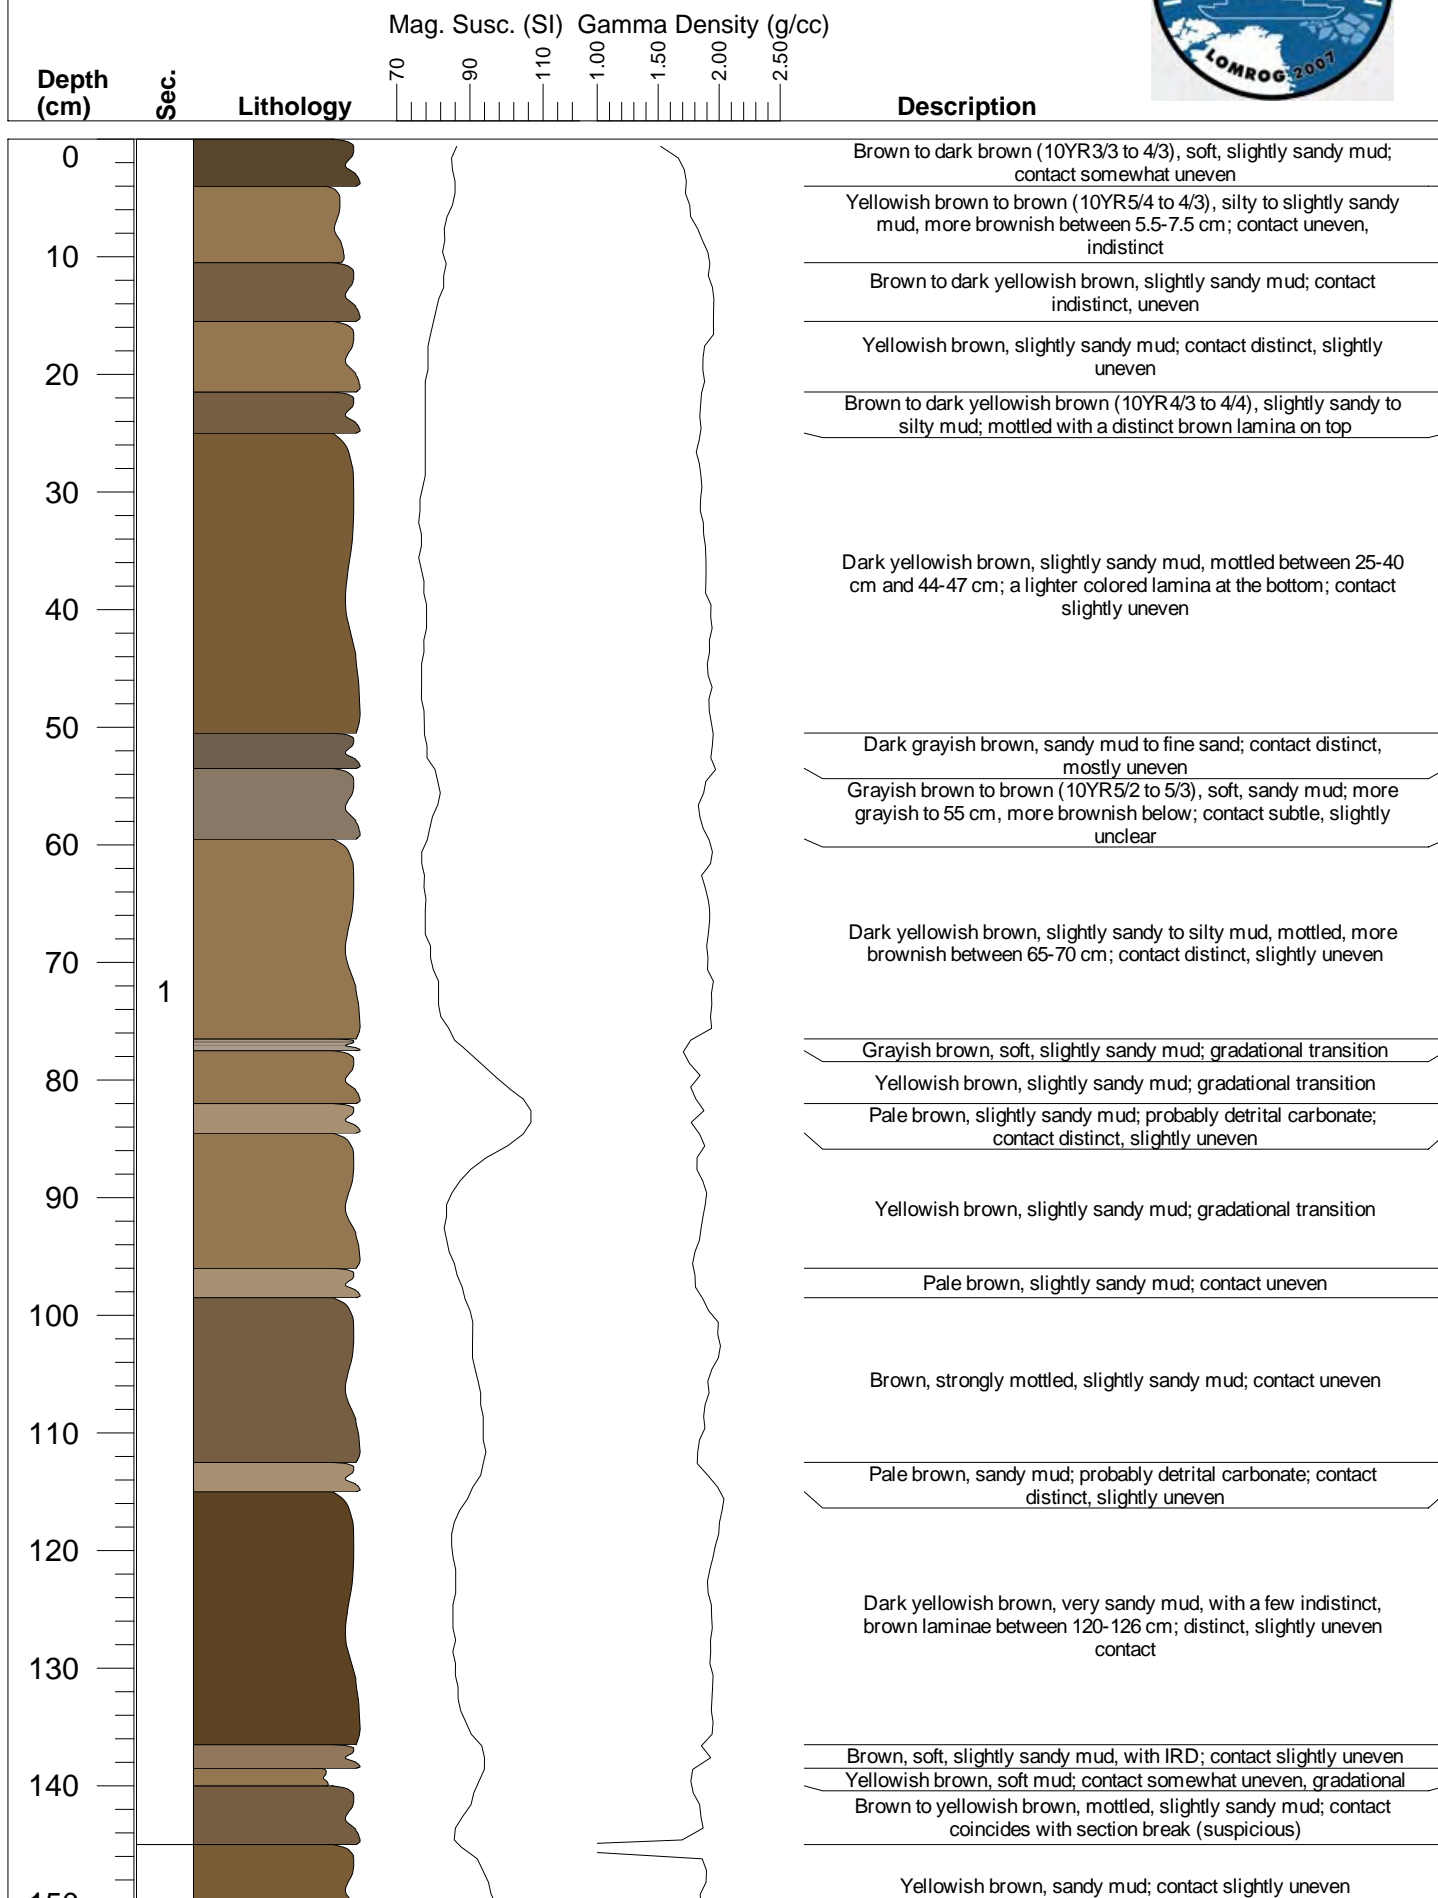 Mag. Susc. (SI) Gamma Density (g/cc)
70 90 110 1.00 1.50 2.00 2.50
LOMROG 2007
Depth
(cm)
Sec.
Lithology
Description
0
Brown to dark brown (10YR3/3 to 4/3), soft, slightly sandy mud;
contact somewhat uneven
Yellowish brown to brown (10YR5/4 to 4/3), silty to slightly sandy
mud, more brownish between 5.5-7.5 cm; contact uneven,
indistinct
10
Brown to dark yellowish brown, slightly sandy mud; contact
indistinct, uneven
Yellowish brown, slightly sandy mud; contact distinct, slightly
uneven
20
Brown to dark yellowish brown (10YR4/3 to 4/4), slightly sandy to
silty mud; mottled with a distinct brown lamina on top
30
Dark yellowish brown, slightly sandy mud, mottled between 25-40
cm and 44-47 cm; a lighter colored lamina at the bottom; contact
slightly uneven
40
50
Dark grayish brown, sandy mud to fine sand; contact distinct,
mostly uneven
Grayish brown to brown (10YR5/2 to 5/3), soft, sandy mud; more
grayish to 55 cm, more brownish below; contact subtle, slightly
unclear
60
Dark yellowish brown, slightly sandy to silty mud, mottled, more
brownish between 65-70 cm; contact distinct, slightly uneven
70
1
Grayish brown, soft, slightly sandy mud; gradational transition
80
Yellowish brown, slightly sandy mud; gradational transition
Pale brown, slightly sandy mud; probably detrital carbonate;
contact distinct, slightly uneven
90
Yellowish brown, slightly sandy mud; gradational transition
Pale brown, slightly sandy mud; contact uneven
100
Brown, strongly mottled, slightly sandy mud; contact uneven
110
Pale brown, sandy mud; probably detrital carbonate; contact
distinct, slightly uneven
120
Dark yellowish brown, very sandy mud, with a few indistinct,
brown laminae between 120-126 cm; distinct, slightly uneven
contact
130
Brown, soft, slightly sandy mud, with IRD; contact slightly uneven
140
Yellowish brown, soft mud; contact somewhat uneven, gradational
Brown to yellowish brown, mottled, slightly sandy mud; contact
coincides with section break (suspicious)
Yellowish brown, sandy mud; contact slightly uneven
150